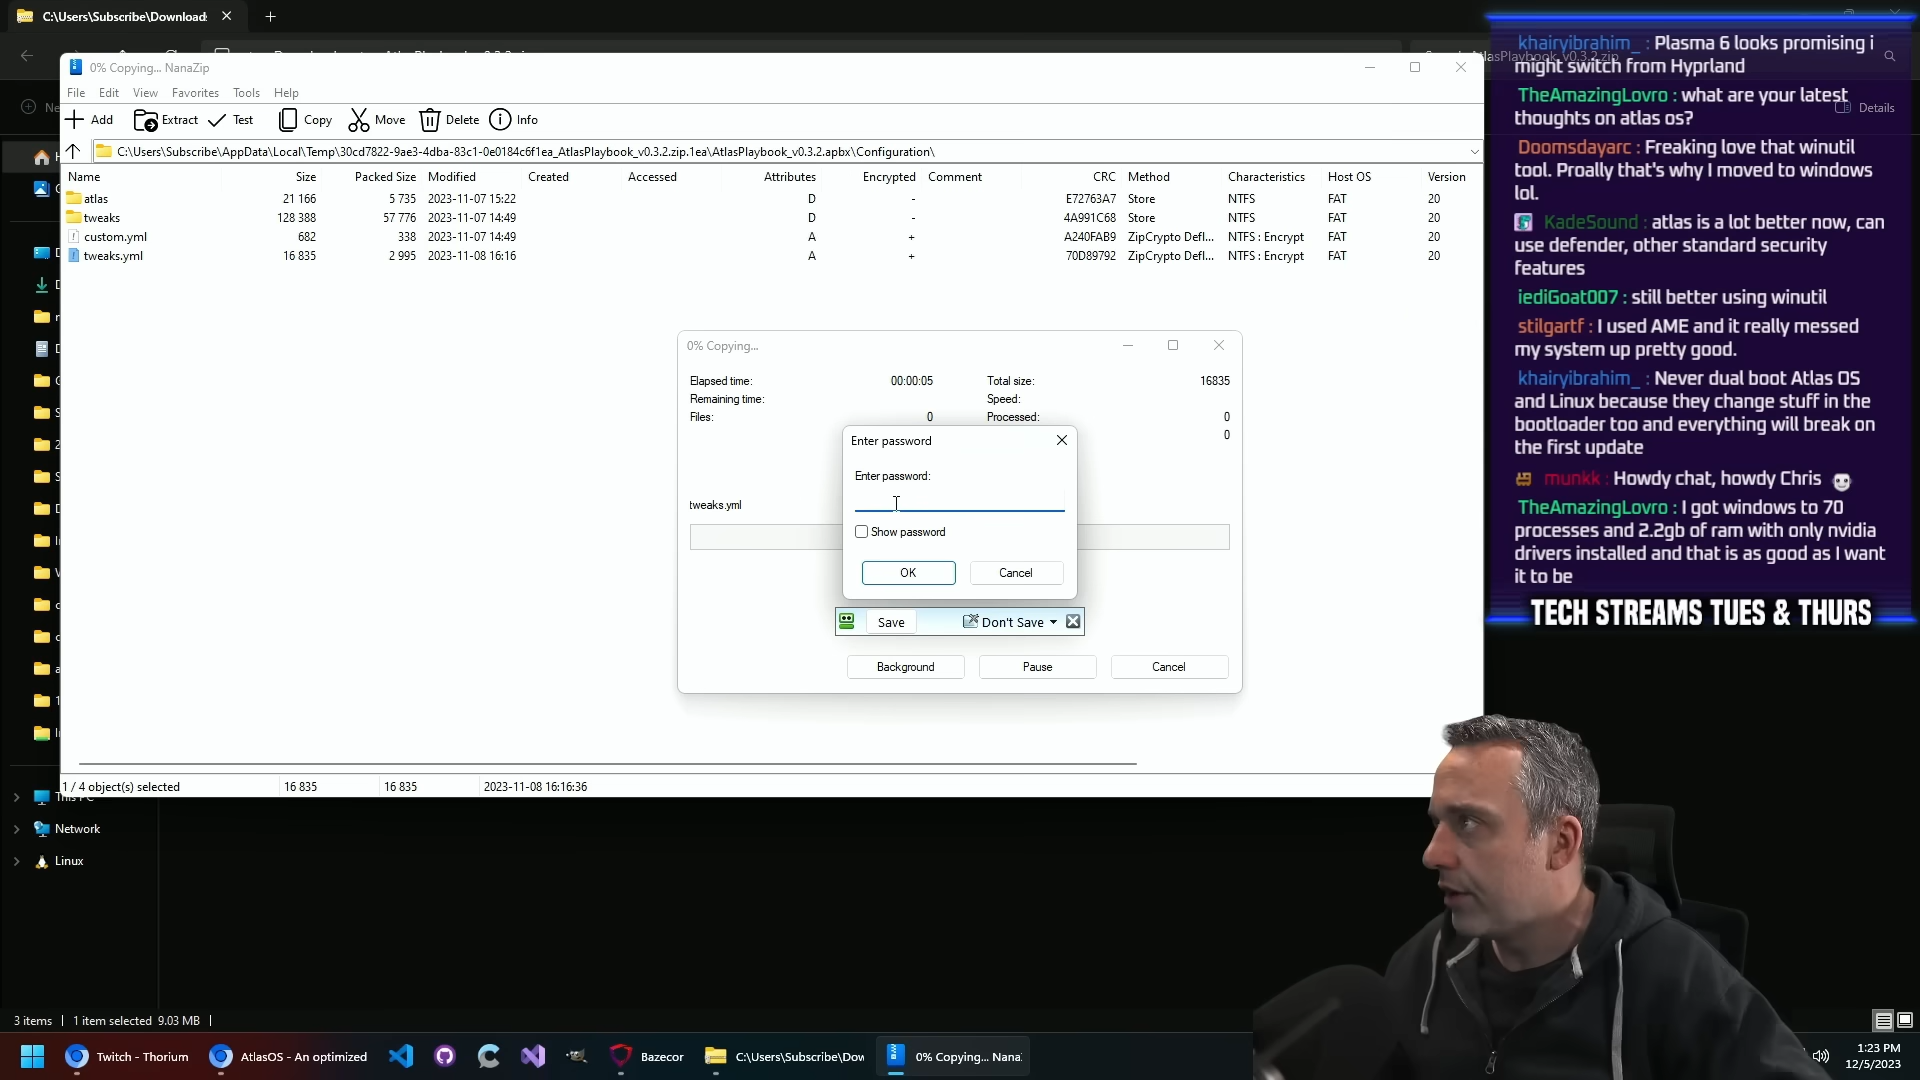 C:\Users\Subscribe\Download:
0% Copying... NanaZip
File Edit View Favorites Tools Help
Add Extract Test Copy Move Delete Info
Details
C:\Users\Subscribe\AppData\Local\Temp\30cd7822-9ae3-4dba-83c1-0e0184c6f1ea_AtlasPlaybook_v0.3.2.zip.1ea\AtlasPlaybook_v0.3.2.apbx\Configuration\
Name Size Packed Size Modified Created Accessed Attributes Encrypted Comment CRC Method Characteristics Host OS Version
atlas 21 166 5 735 2023-11-07 15:22 D - E72763A7 Store NTFS FAT 20
tweaks 128 388 57 776 2023-11-07 14:49 D - 4A991C68 Store NTFS FAT 20
custom.yml 682 338 2023-11-07 14:49 A + A240FAB9 ZipCrypto Defl... NTFS : Encrypt FAT 20
tweaks.yml 16 835 2 995 2023-11-08 16:16 A + 70D89792 ZipCrypto Defl... NTFS : Encrypt FAT 20
0% Copying...
Elapsed time: 00:00:05 Total size: 16835
Remaining time: Speed:
Files: 0 Processed: 0
0
Enter password
Enter password:
tweaks.yml
Show password
OK Cancel
Save Don't Save
Background Pause Cancel
1 / 4 object(s) selected 16 835 16 835 2023-11-08 16:16:36
This PC
Network
Linux
3 items 1 item selected 9.03 MB
khairyibrahim_ : Plasma 6 looks promising i
might switch from Hyprland
TheAmazingLovro : what are your latest
thoughts on atlas os?
Doomsdayarc : Freaking love that winutil
tool. Proally that's why I moved to windows
lol.
KadeSound : atlas is a lot better now, can
use defender, other standard security
features
iediGoat007 : still better using winutil
stilgartf : I used AME and it really messed
my system up pretty good.
khairyibrahim_ : Never dual boot Atlas OS
and Linux because they change stuff in the
bootloader too and everything will break on
the first update
munkk : Howdy chat, howdy Chris
TheAmazingLovro : I got windows to 70
processes and 2.2gb of ram with only nvidia
drivers installed and that is as good as I want
it to be
TECH STREAMS TUES & THURS
Twitch - Thorium AtlasOS - An optimized Bazecor C:\Users\Subscribe\Dow 0% Copying... Nana
1:23 PM
12/5/2023